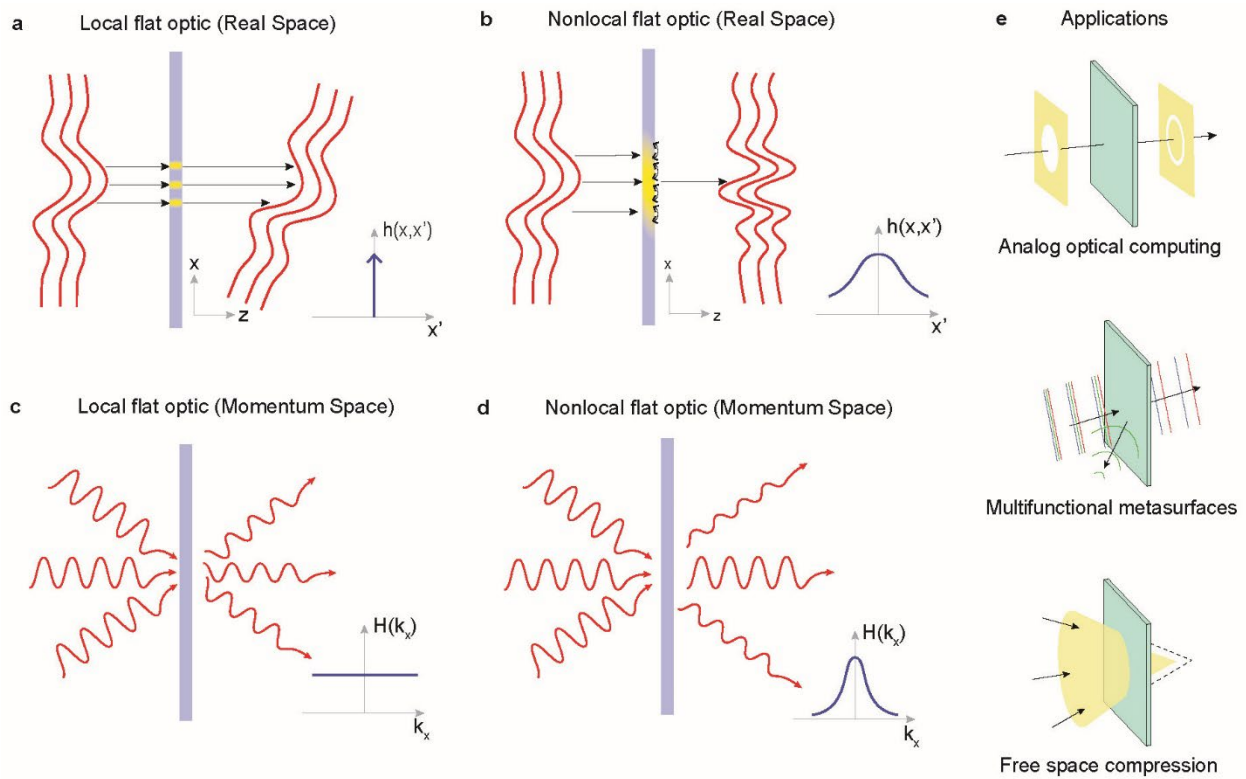 a Local flat optic (Real Space)
h(x,x')
x
z
x'
b Nonlocal flat optic (Real Space)
h(x,x')
x
z
x'
c Local flat optic (Momentum Space)
H(kₓ)
kₓ
d Nonlocal flat optic (Momentum Space)
H(kₓ)
kₓ
e Applications
Analog optical computing
Multifunctional metasurfaces
Free space compression